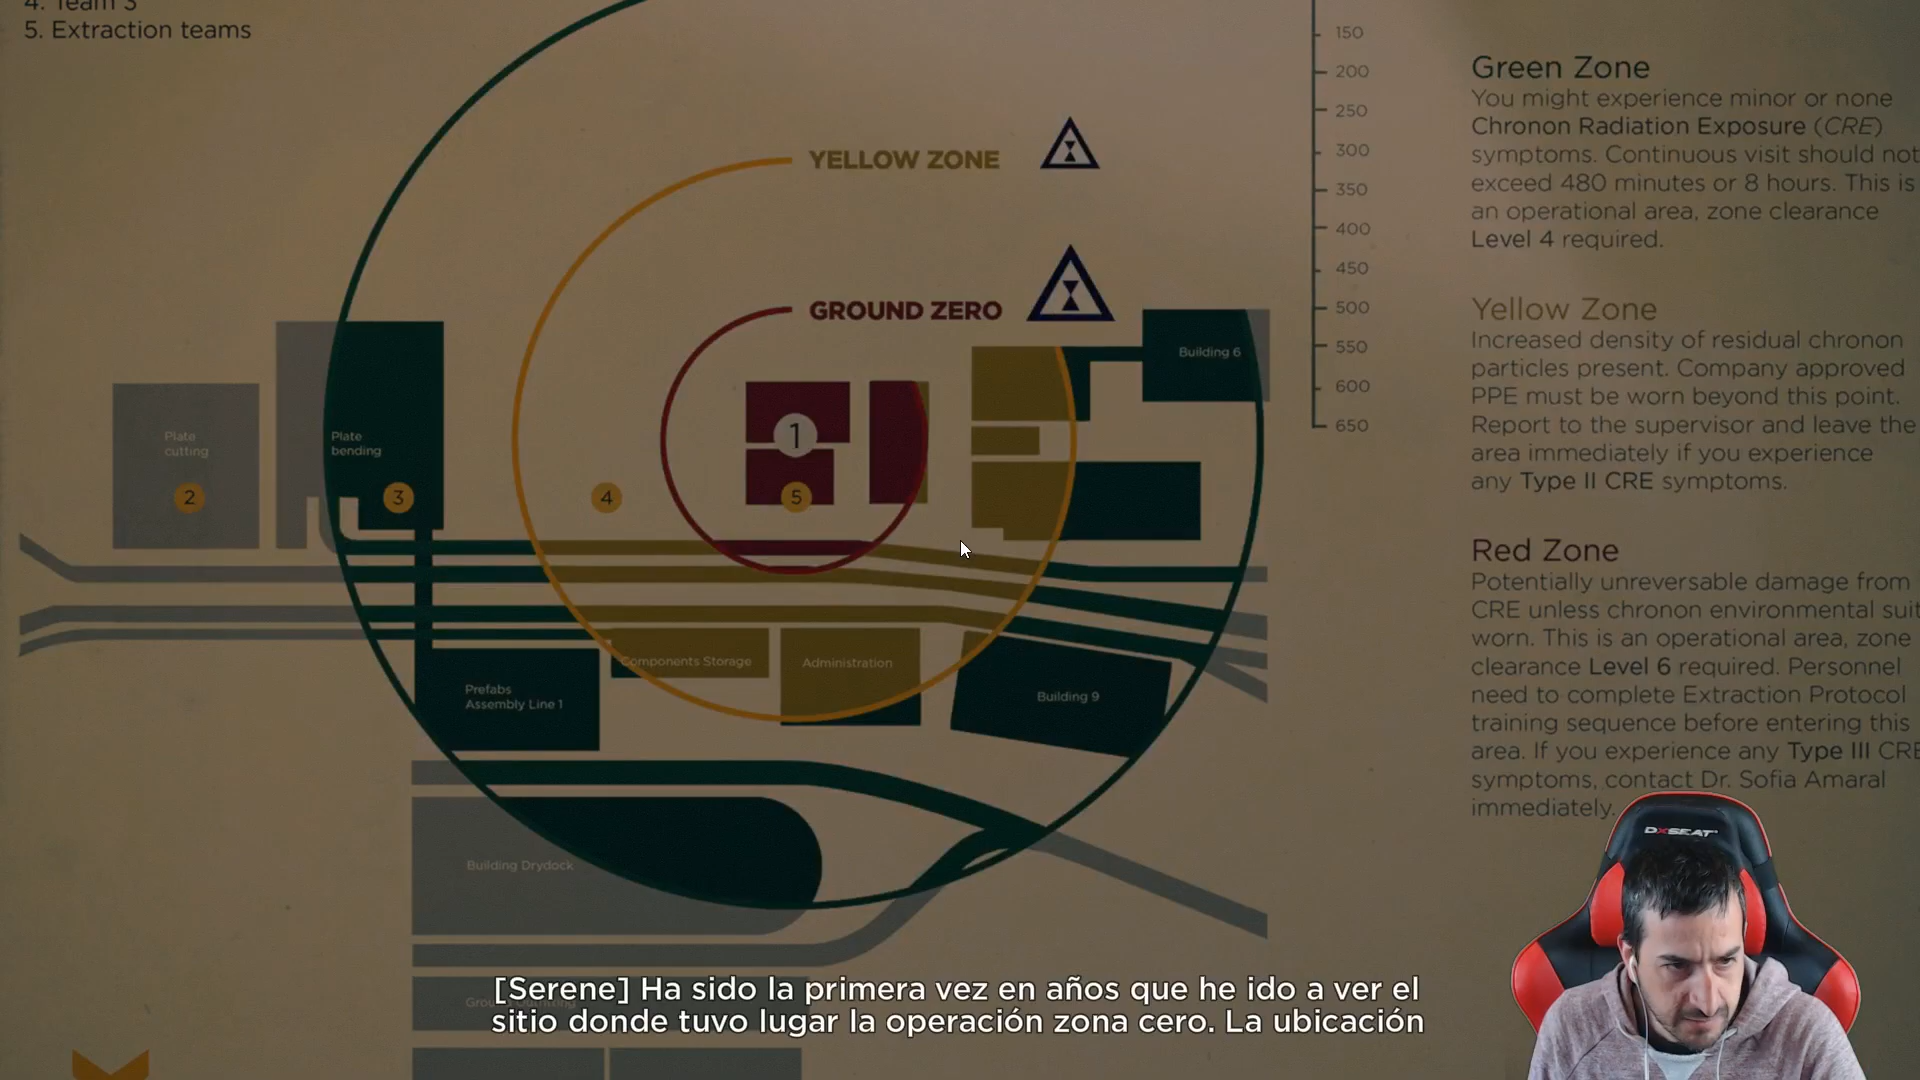 4. Team 3
5. Extraction teams
150
200
250
300
350
400
450
500
550
600
650
YELLOW ZONE
GROUND ZERO
Building 6
1
Plate
cutting
2
Plate
bending
3
4
5
Components Storage
Administration
Prefabs
Assembly Line 1
Building 9
Building Drydock
Green Zone
You might experience minor or none
Chronon Radiation Exposure (CRE)
symptoms. Continuous visit should not
exceed 480 minutes or 8 hours. This is
an operational area, zone clearance
Level 4 required.
Yellow Zone
Increased density of residual chronon
particles present. Company approved
PPE must be worn beyond this point.
Report to the supervisor and leave the
area immediately if you experience
any Type II CRE symptoms.
Red Zone
Potentially unreversable damage from
CRE unless chronon environmental suit
worn. This is an operational area, zone
clearance Level 6 required. Personnel
need to complete Extraction Protocol
training sequence before entering this
area. If you experience any Type III CRE
symptoms, contact Dr. Sofia Amaral
immediately.
DXSEAT
[Serene] Ha sido la primera vez en años que he ido a ver el
sitio donde tuvo lugar la operación zona cero. La ubicación